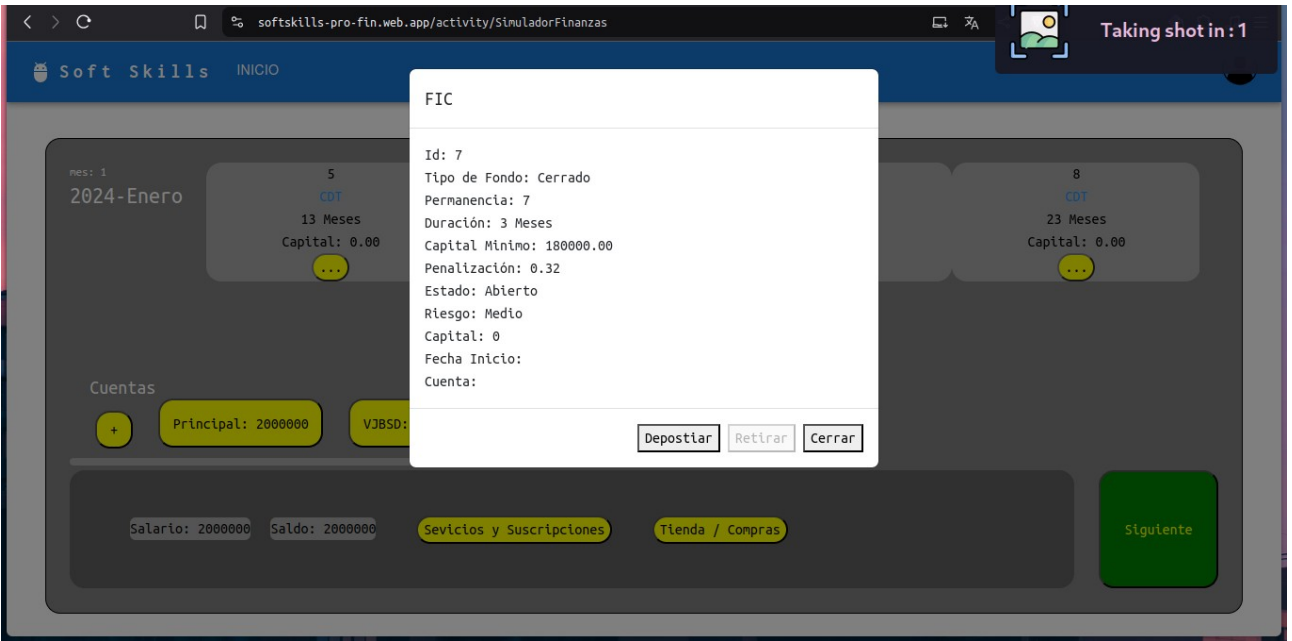 softskills-pro-fin.web.app/activity/SimuladorFinanzas
Taking shot in : 1
Soft Skills INICIO
FIC
Id: 7
Tipo de Fondo: Cerrado
Permanencia: 7
Duración: 3 Meses
Capital Minimo: 180000.00
Penalización: 0.32
Estado: Abierto
Riesgo: Medio
Capital: 0
Fecha Inicio:
Cuenta:
Depostiar Retirar Cerrar
mes: 1
2024-Enero
5
CDT
13 Meses
Capital: 0.00
...
8
CDT
23 Meses
Capital: 0.00
...
Cuentas
+ Principal: 2000000 VJBSD:
Salario: 2000000 Saldo: 2000000 Sevicios y Suscripciones Tienda / Compras Siguiente